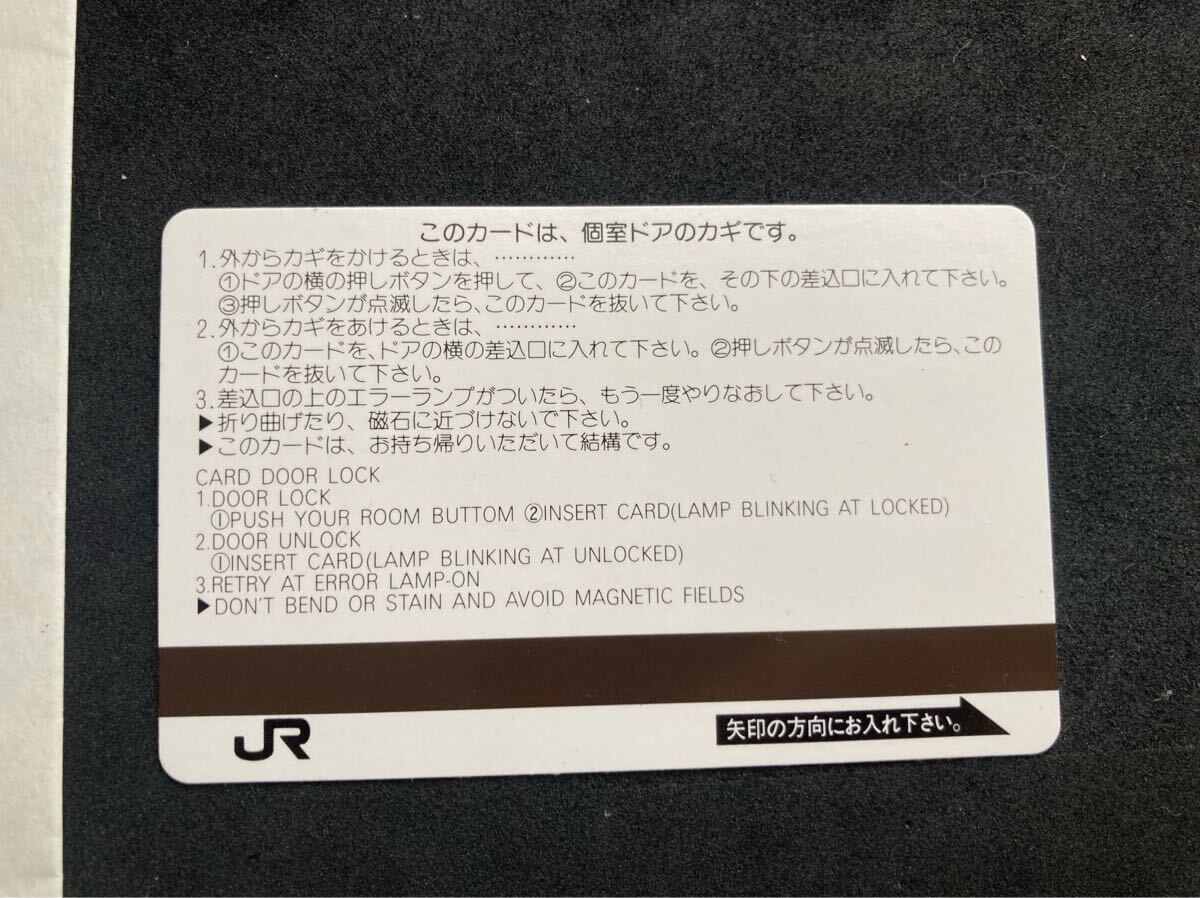 このカードは、個室ドアのカギです。
1.外からカギをかけるときは、…………
①ドアの横の押しボタンを押して、②このカードを、その下の差込口に入れて下さい。
③押しボタンが点滅したら、このカードを抜いて下さい。
2.外からカギをあけるときは、…………
①このカードを、ドアの横の差込口に入れて下さい。②押しボタンが点滅したら、この
カードを抜いて下さい。
3.差込口の上のエラーランプがついたら、もう一度やりなおして下さい。
▶折り曲げたり、磁石に近づけないで下さい。
▶このカードは、お持ち帰りいただいて結構です。
CARD DOOR LOCK
1.DOOR LOCK
①PUSH YOUR ROOM BUTTOM ②INSERT CARD(LAMP BLINKING AT LOCKED)
2.DOOR UNLOCK
①INSERT CARD(LAMP BLINKING AT UNLOCKED)
3.RETRY AT ERROR LAMP-ON
▶DON'T BEND OR STAIN AND AVOID MAGNETIC FIELDS
JR
矢印の方向にお入れ下さい。